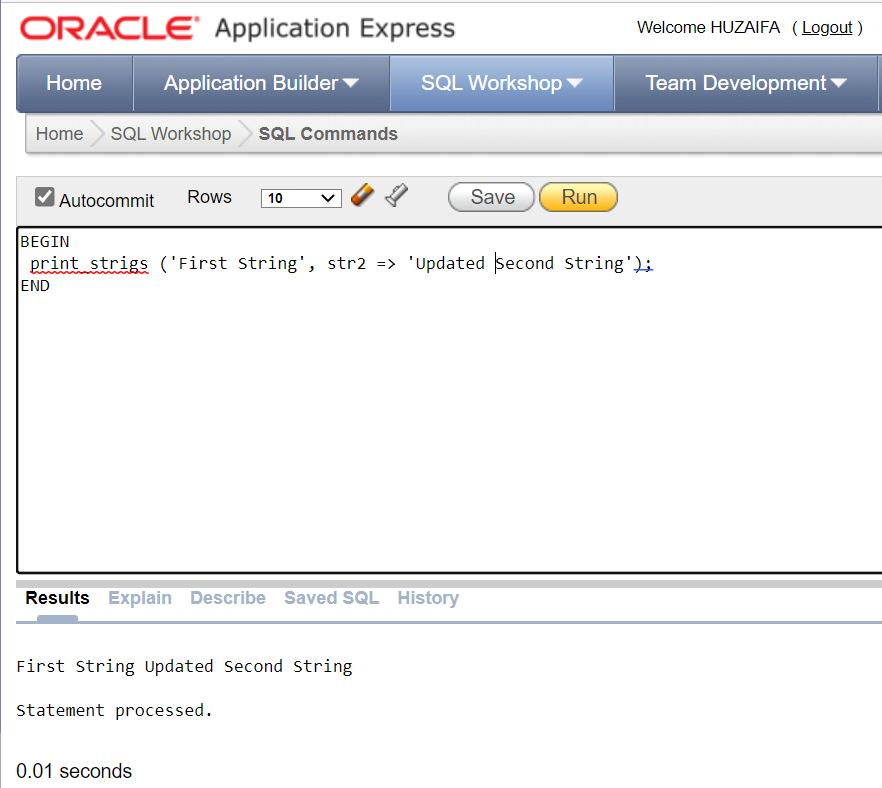 ORACLE® Application Express
Welcome HUZAIFA ( Logout )
Home Application Builder SQL Workshop Team Development
Home SQL Workshop SQL Commands
Autocommit Rows 10 Save Run
BEGIN
print_strigs ('First String', str2 => 'Updated Second String');
END
Results Explain Describe Saved SQL History
First String Updated Second String
Statement processed.
0.01 seconds